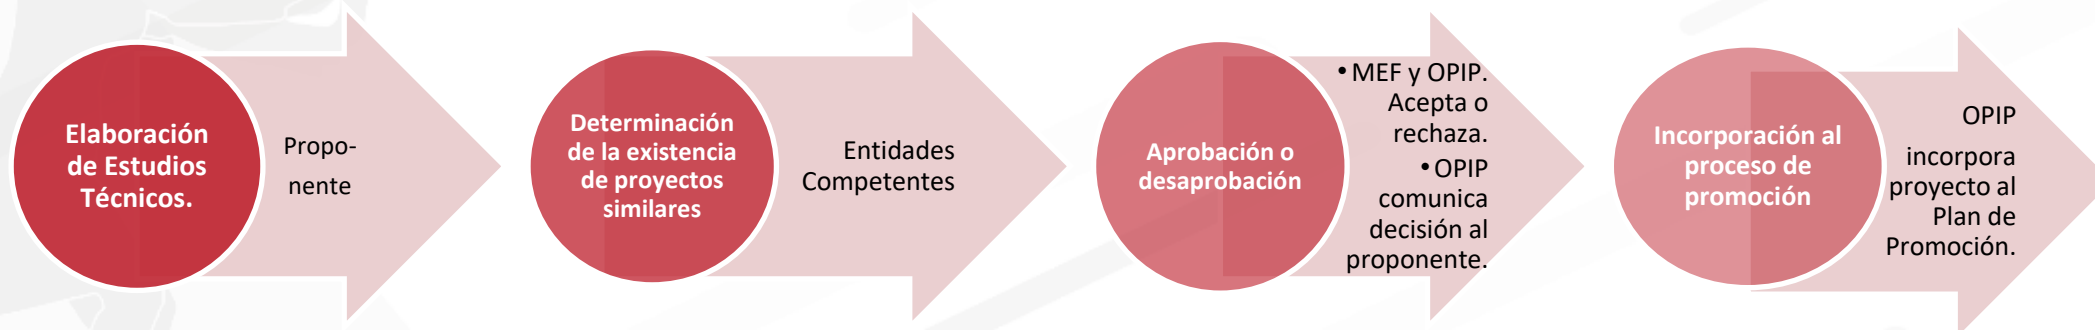 Elaboración
de Estudios
Técnicos.
Propo-
nente
Determinación
de la existencia
de proyectos
similares
Entidades
Competentes
Aprobación o
desaprobación
• MEF y OPIP.
Acepta o
rechaza.
• OPIP
comunica
decisión al
proponente.
Incorporación al
proceso de
promoción
OPIP
incorpora
proyecto al
Plan de
Promoción.